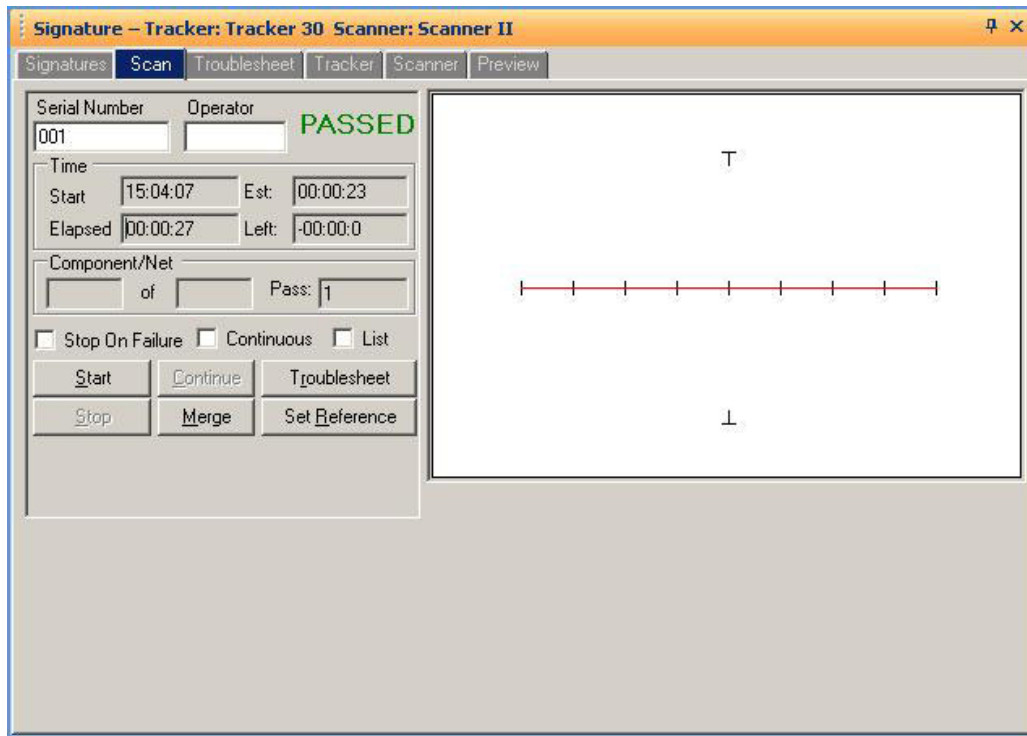 Signature – Tracker: Tracker 30 Scanner: Scanner II
Signatures Scan Troublesheet Tracker Scanner Preview
Serial Number Operator
001 PASSED
Time
Start 15:04:07 Est: 00:00:23
Elapsed 00:00:27 Left: -00:00:0
Component/Net
of Pass: 1
Stop On Failure Continuous List
Start Continue Troublesheet
Stop Merge Set Reference